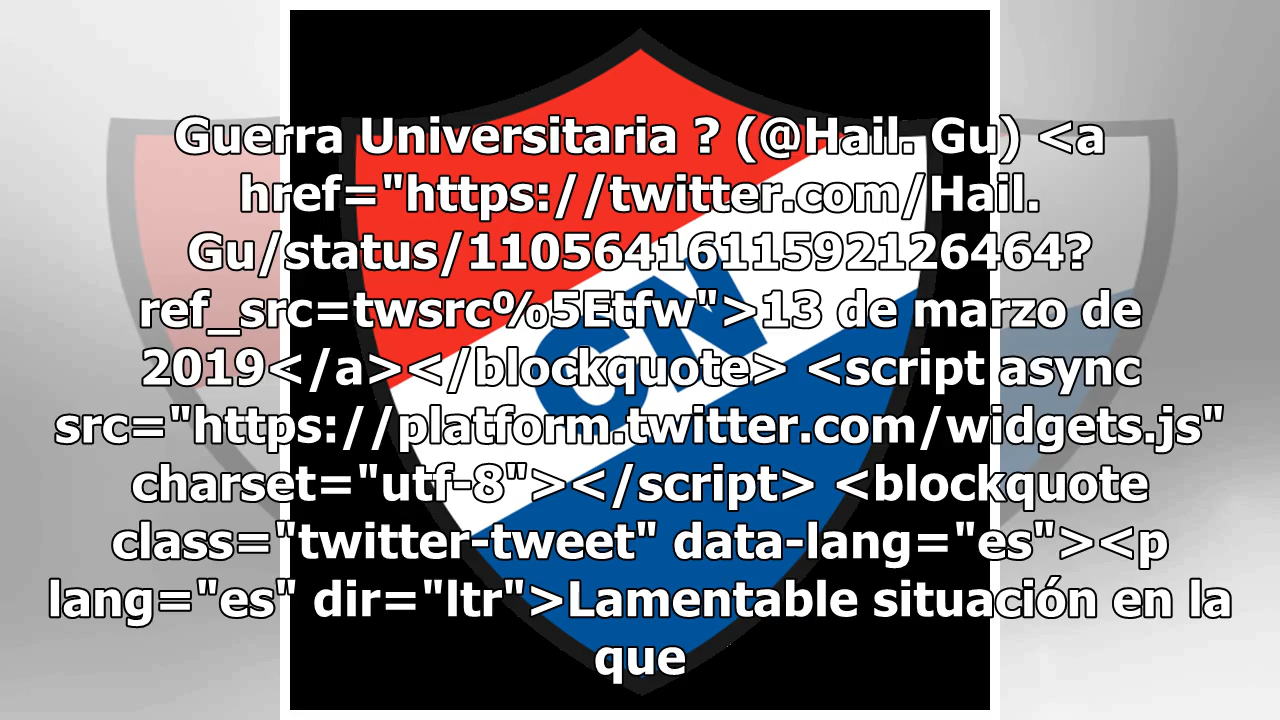 Guerra Universitaria ? (@Hail. Gu) <a
href="https://twitter.com/Hail.
Gu/status/1105641611592126464?
ref_src=twsrc%5Etfw">13 de marzo de
2019</a></blockquote> <script async
src="https://platform.twitter.com/widgets.js"
charset="utf-8"></script> <blockquote
class="twitter-tweet" data-lang="es"><p
lang="es" dir="ltr">Lamentable situación en la
que
CN